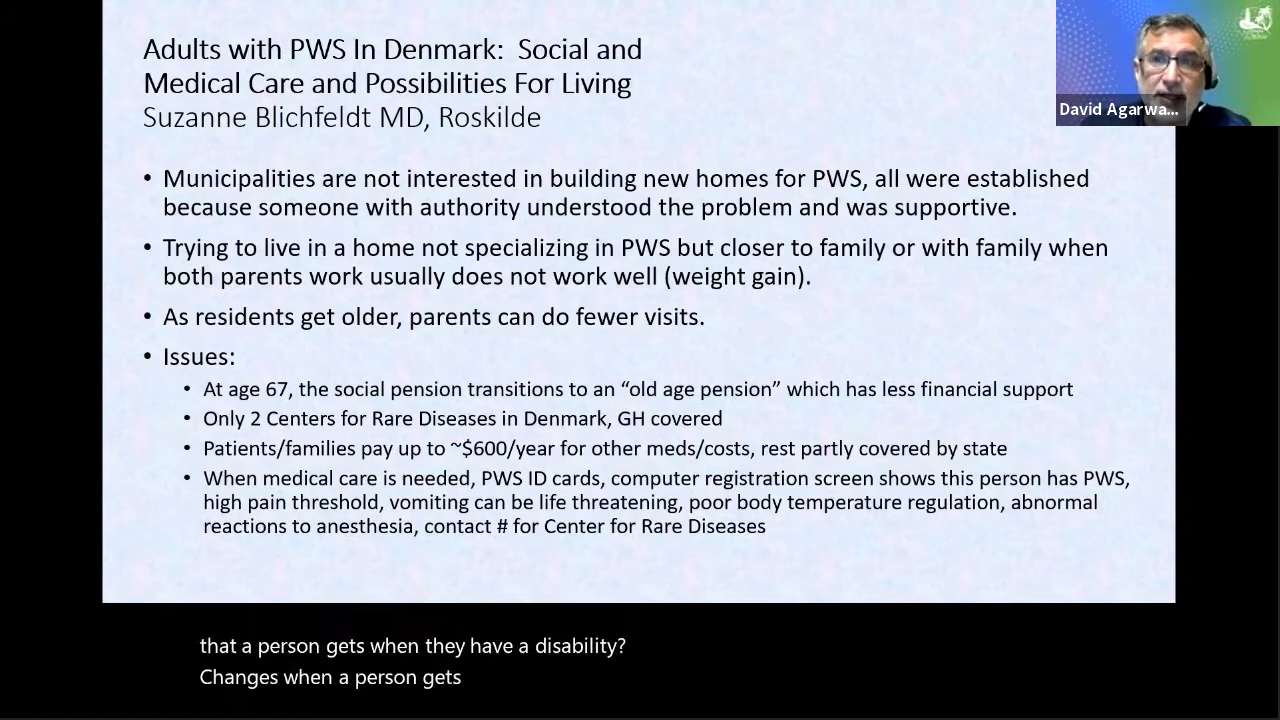 Adults with PWS In Denmark:  Social and
Medical Care and Possibilities For Living
Suzanne Blichfeldt MD, Roskilde
David Agarwa...
• Municipalities are not interested in building new homes for PWS, all were established
because someone with authority understood the problem and was supportive.
• Trying to live in a home not specializing in PWS but closer to family or with family when
both parents work usually does not work well (weight gain).
• As residents get older, parents can do fewer visits.
• Issues:
• At age 67, the social pension transitions to an “old age pension” which has less financial support
• Only 2 Centers for Rare Diseases in Denmark, GH covered
• Patients/families pay up to ~$600/year for other meds/costs, rest partly covered by state
• When medical care is needed, PWS ID cards, computer registration screen shows this person has PWS,
high pain threshold, vomiting can be life threatening, poor body temperature regulation, abnormal
reactions to anesthesia, contact # for Center for Rare Diseases
that a person gets when they have a disability?
Changes when a person gets